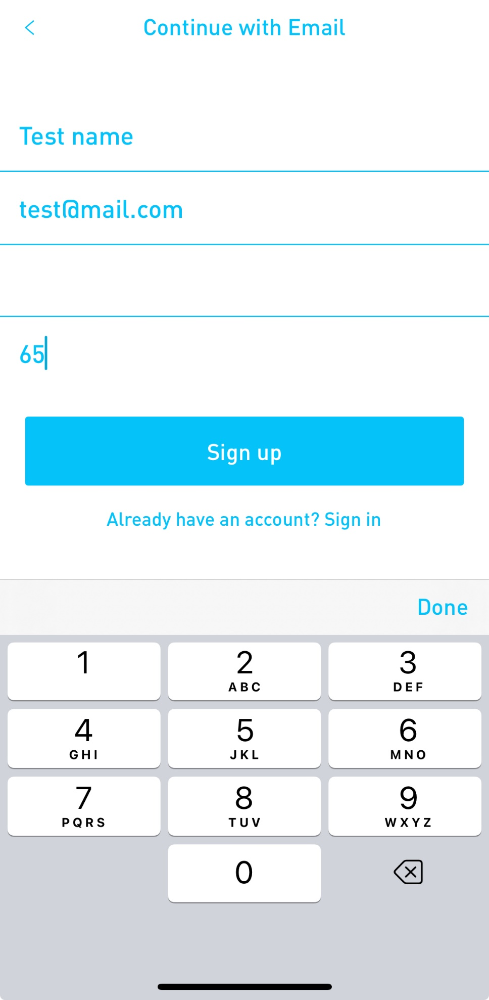 Continue with Email
Test name
test@mail.com
65
Sign up
Already have an account? Sign in
Done
1
2
ABC
3
DEF
4
GHI
5
JKL
6
MNO
7
PQRS
8
TUV
9
WXYZ
0